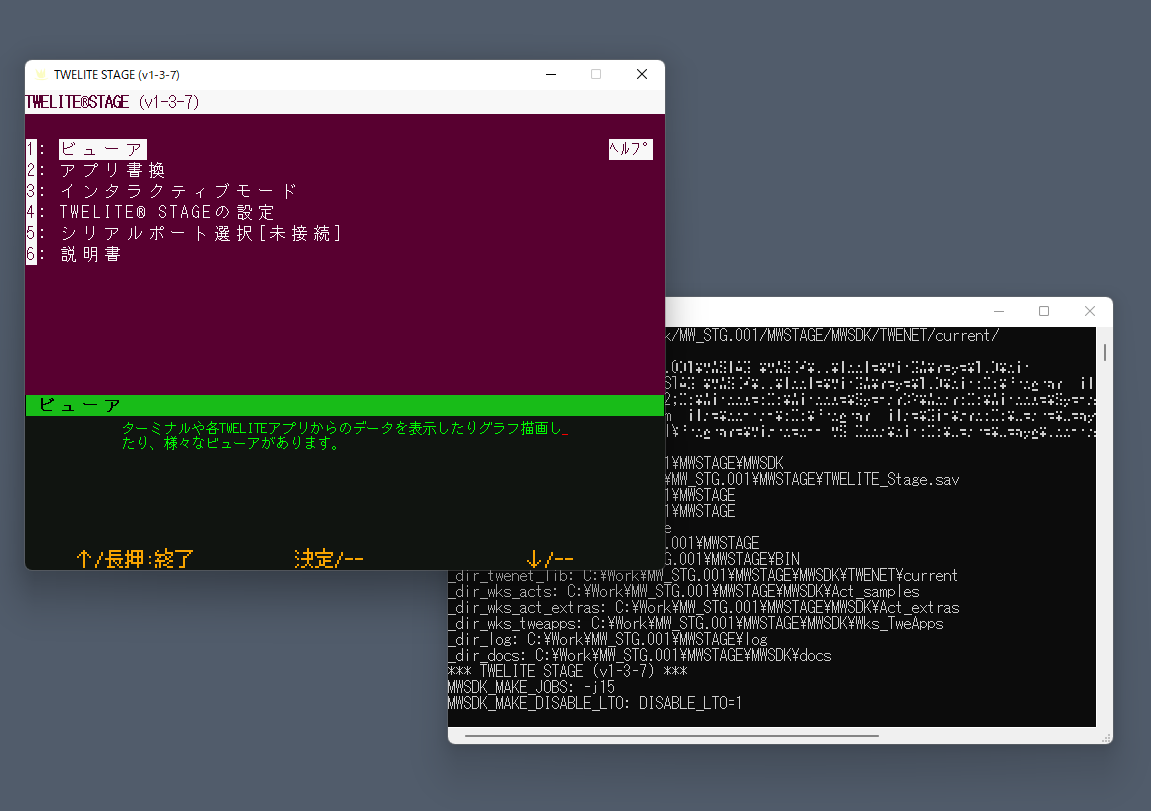 TWELITE STAGE (v1-3-7)
TWELITE®STAGE (v1-3-7)
1: ビューア
ヘルプ
2: アプリ書換
3: インタラクティブモード
4: TWELITE® STAGEの設定
5: シリアルポート選択[未接続]
6: 説明書
ビューア
ターミナルや各TWELITEアプリからのデータを表示したりグラフ描画し
たり、様々なビューアがあります。
↑/長押:終了 決定/-- ↓/--
/MW_STG.001/MWSTAGE/MWSDK/TWENET/current/
¥MWSTAGE¥MWSDK
¥MW_STG.001¥MWSTAGE¥TWELITE_Stage.sav
¥MWSTAGE
¥MWSTAGE
.001¥MWSTAGE
G.001¥MWSTAGE¥BIN
_dir_twenet_lib: C:¥Work¥MW_STG.001¥MWSTAGE¥MWSDK¥TWENET¥current
_dir_wks_acts: C:¥Work¥MW_STG.001¥MWSTAGE¥MWSDK¥Act_samples
_dir_wks_act_extras: C:¥Work¥MW_STG.001¥MWSTAGE¥MWSDK¥Act_extras
_dir_wks_tweapps: C:¥Work¥MW_STG.001¥MWSTAGE¥MWSDK¥Wks_TweApps
_dir_log: C:¥Work¥MW_STG.001¥MWSTAGE¥log
_dir_docs: C:¥Work¥MW_STG.001¥MWSTAGE¥MWSDK¥docs
*** TWELITE STAGE (v1-3-7) ***
MWSDK_MAKE_JOBS: -j15
MWSDK_MAKE_DISABLE_LTO: DISABLE_LTO=1